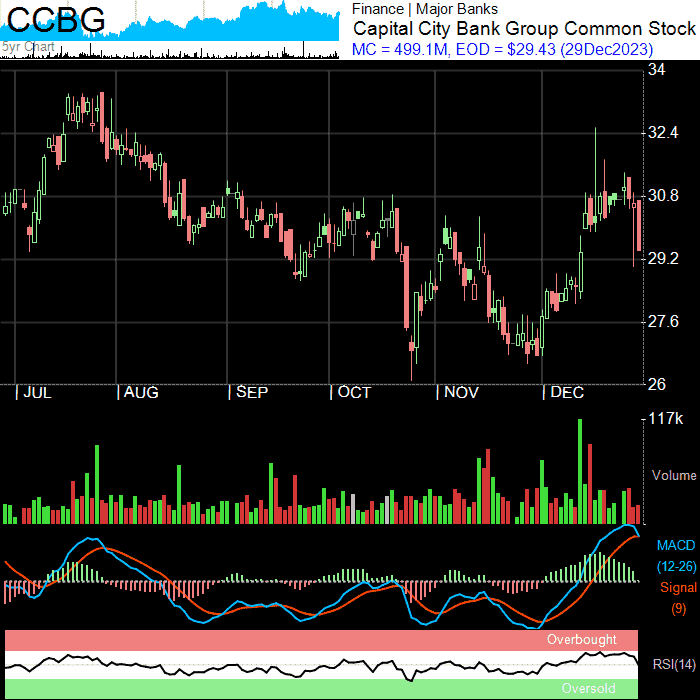 CCBG
5yr Chart
Finance | Major Banks
Capital City Bank Group Common Stock
MC = 499.1M, EOD = $29.43 (29Dec2023)
34
32.4
30.8
29.2
27.6
26
| JUL | AUG | SEP | OCT | NOV | DEC
117k
Volume
MACD
(12-26)
Signal
(9)
Overbought
RSI(14)
Oversold